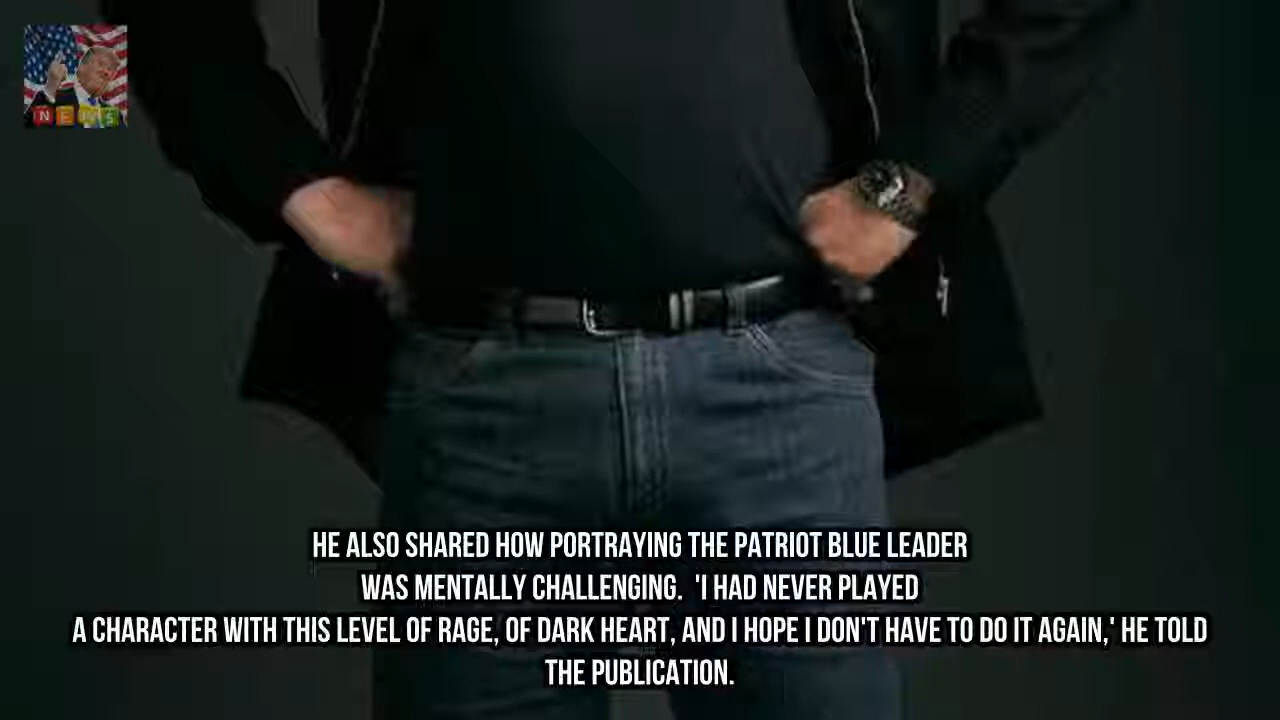 NEWS
HE ALSO SHARED HOW PORTRAYING THE PATRIOT BLUE LEADER
WAS MENTALLY CHALLENGING.  'I HAD NEVER PLAYED
A CHARACTER WITH THIS LEVEL OF RAGE, OF DARK HEART, AND I HOPE I DON'T HAVE TO DO IT AGAIN,' HE TOLD
THE PUBLICATION.